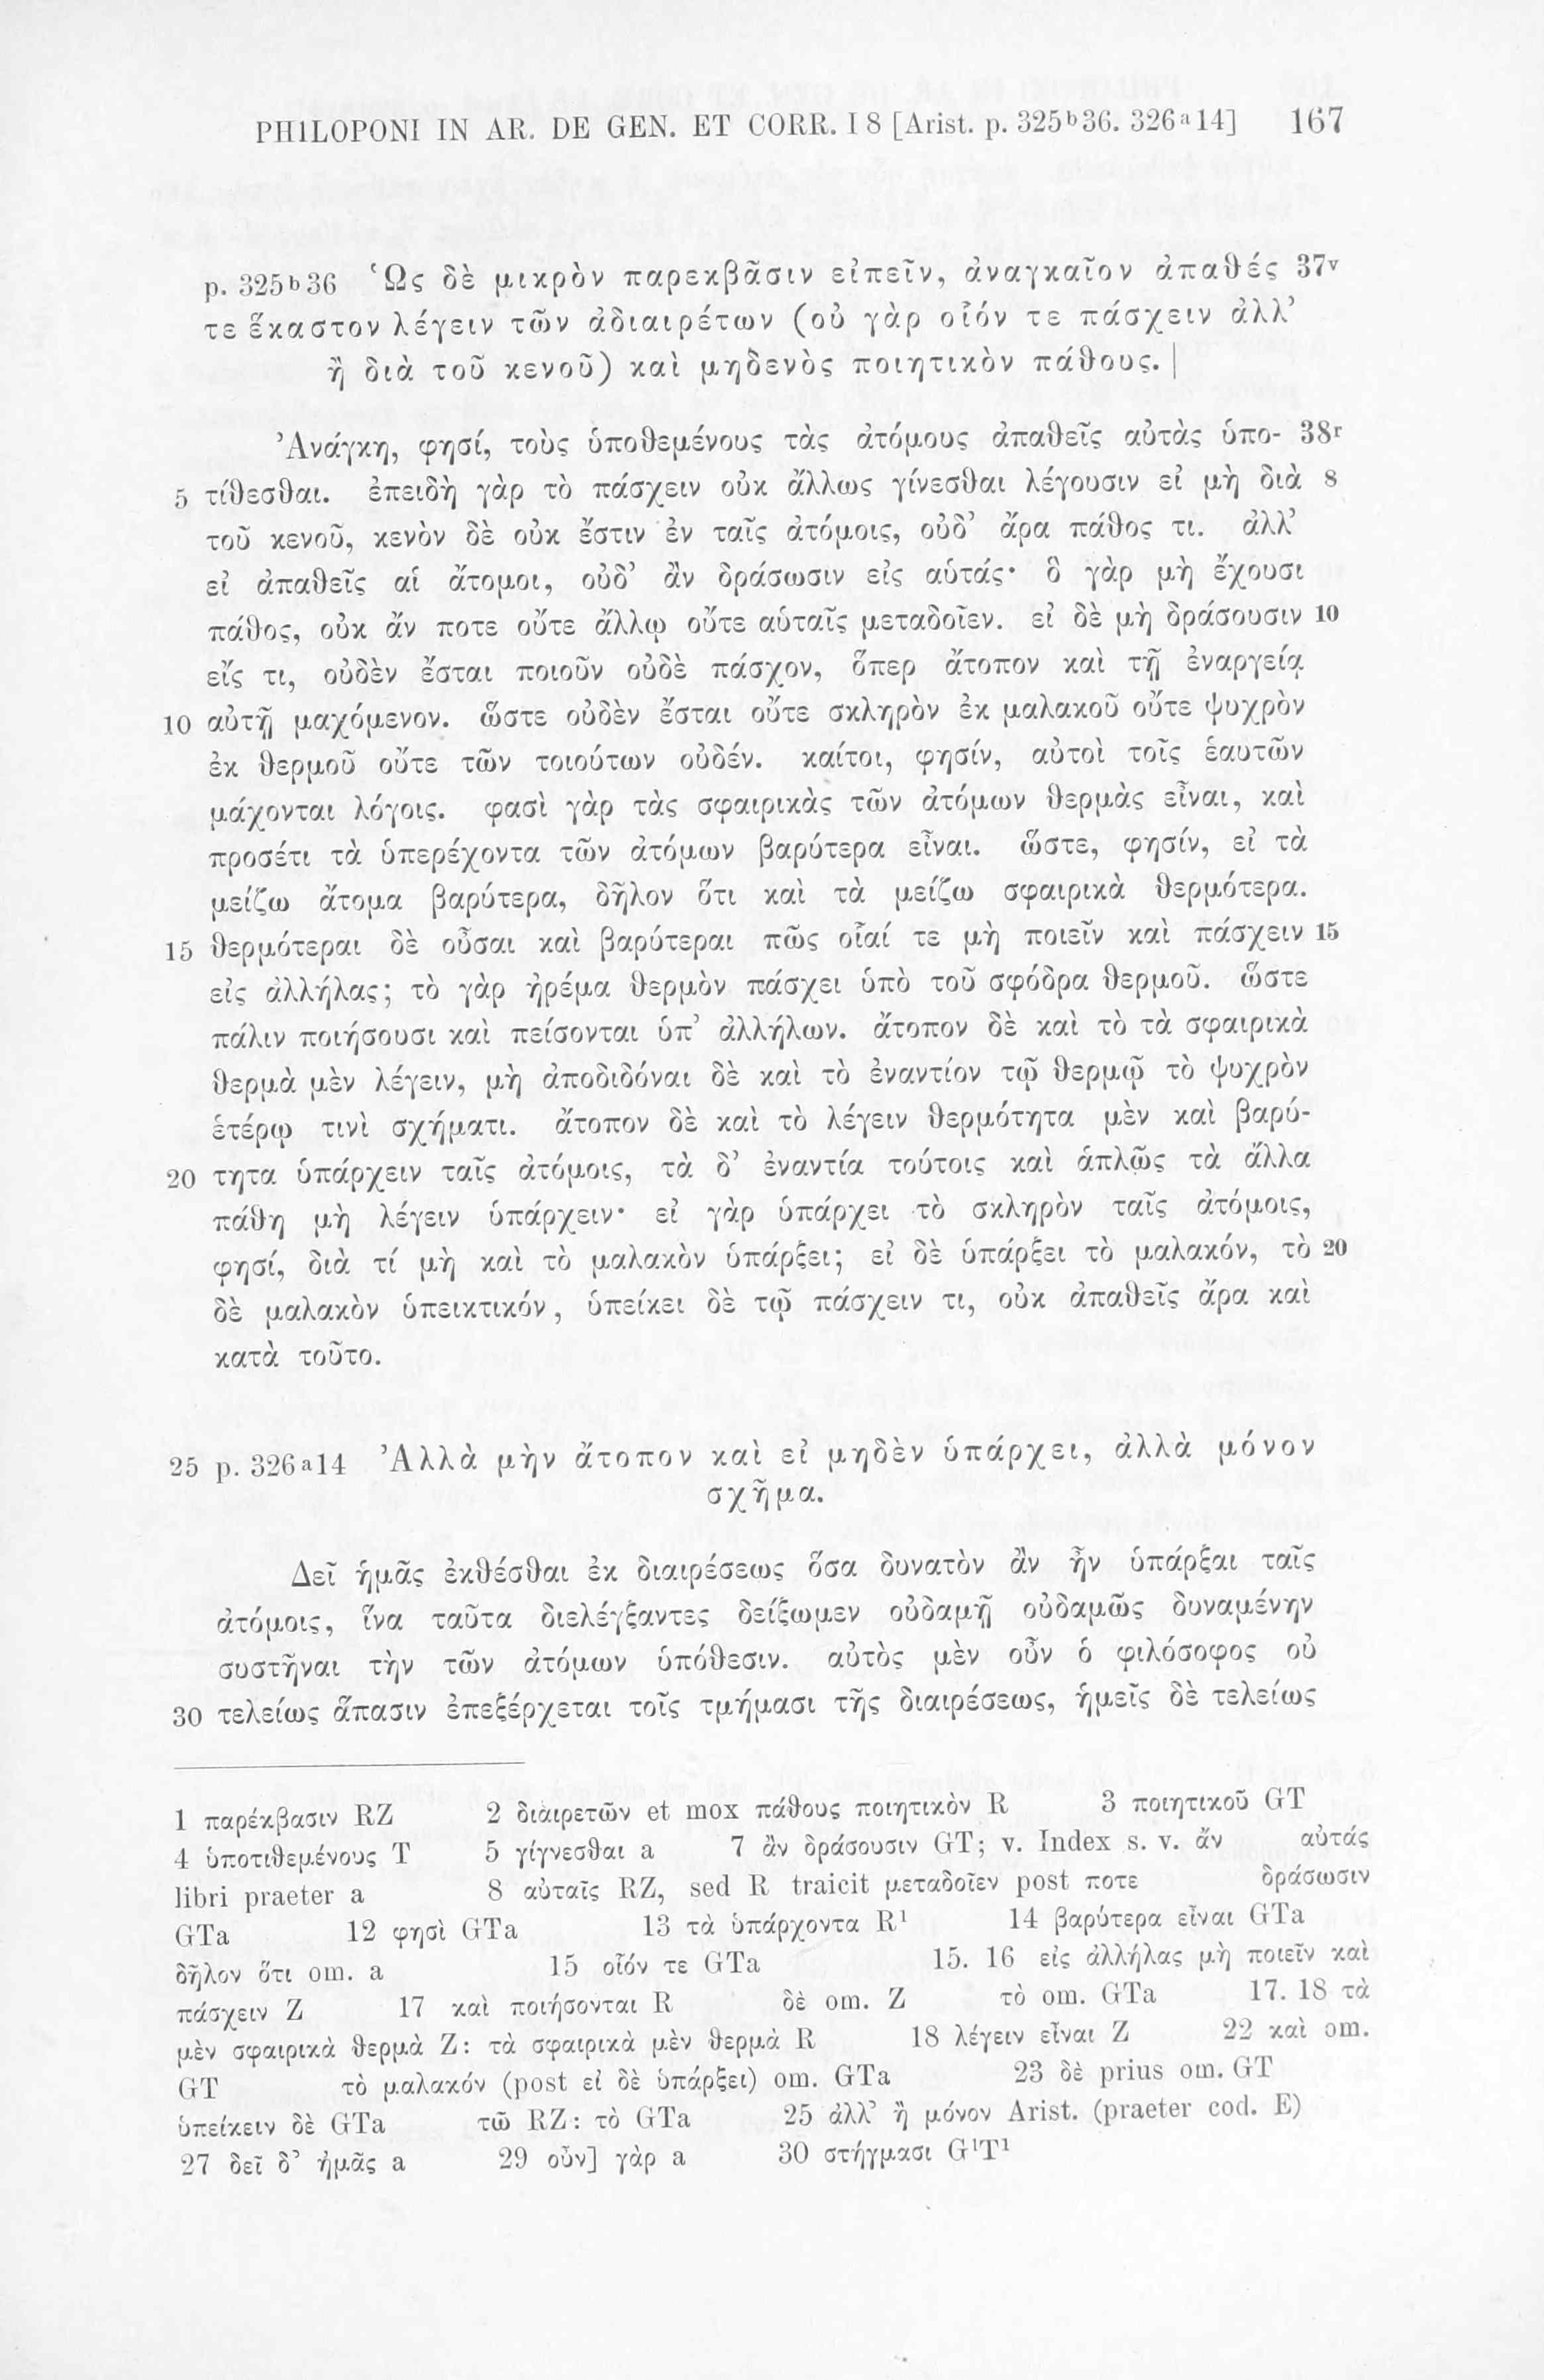 PHILOPONI IN AR. DE GEN. ET CORR. I 8 [Arist. p. 325ᵇ36. 326ᵃ14] 167
p. 325ᵇ36 Ὡς δὲ μικρὸν παρεκβᾶσιν εἰπεῖν, ἀναγκαῖον ἀπαθές 37ᵛ
τε ἕκαστον λέγειν τῶν ἀδιαιρέτων (οὐ γὰρ οἷόν τε πάσχειν ἀλλ’
ἢ διὰ τοῦ κενοῦ) καὶ μηδενὸς ποιητικὸν πάθους. |
Ἀνάγκη, φησί, τοὺς ὑποθεμένους τὰς ἀτόμους ἀπαθεῖς αὐτὰς ὑπο- 38ʳ
5 τίθεσθαι. ἐπειδὴ γὰρ τὸ πάσχειν οὐκ ἄλλως γίνεσθαι λέγουσιν εἰ μὴ διὰ 8
τοῦ κενοῦ, κενὸν δὲ οὐκ ἔστιν ἐν ταῖς ἀτόμοις, οὐδ’ ἄρα πάθος τι. ἀλλ’
εἰ ἀπαθεῖς αἱ ἄτομοι, οὐδ’ ἂν δράσωσιν εἰς αὑτάς· ὃ γὰρ μὴ ἔχουσι
πάθος, οὐκ ἄν ποτε οὔτε ἄλλῳ οὔτε αὑταῖς μεταδοῖεν. εἰ δὲ μὴ δράσουσιν 10
εἴς τι, οὐδὲν ἔσται ποιοῦν οὐδὲ πάσχον, ὅπερ ἄτοπον καὶ τῇ ἐναργείᾳ
10 αὐτῇ μαχόμενον. ὥστε οὐδὲν ἔσται οὔτε σκληρὸν ἐκ μαλακοῦ οὔτε ψυχρὸν
ἐκ θερμοῦ οὔτε τῶν τοιούτων οὐδέν. καίτοι, φησίν, αὐτοὶ τοῖς ἑαυτῶν
μάχονται λόγοις. φασὶ γὰρ τὰς σφαιρικὰς τῶν ἀτόμων θερμὰς εἶναι, καὶ
προσέτι τὰ ὑπερέχοντα τῶν ἀτόμων βαρύτερα εἶναι. ὥστε, φησίν, εἰ τὰ
μείζω ἄτομα βαρύτερα, δῆλον ὅτι καὶ τὰ μείζω σφαιρικὰ θερμότερα.
15 θερμότεραι δὲ οὖσαι καὶ βαρύτεραι πῶς οἷαί τε μὴ ποιεῖν καὶ πάσχειν 15
εἰς ἀλλήλας; τὸ γὰρ ἠρέμα θερμὸν πάσχει ὑπὸ τοῦ σφόδρα θερμοῦ. ὥστε
πάλιν ποιήσουσι καὶ πείσονται ὑπ’ ἀλλήλων. ἄτοπον δὲ καὶ τὸ τὰ σφαιρικὰ
θερμὰ μὲν λέγειν, μὴ ἀποδιδόναι δὲ καὶ τὸ ἐναντίον τῷ θερμῷ τὸ ψυχρὸν
ἑτέρῳ τινὶ σχήματι. ἄτοπον δὲ καὶ τὸ λέγειν θερμότητα μὲν καὶ βαρύ-
20 τητα ὑπάρχειν ταῖς ἀτόμοις, τὰ δ’ ἐναντία τούτοις καὶ ἁπλῶς τὰ ἄλλα
πάθη μὴ λέγειν ὑπάρχειν· εἰ γὰρ ὑπάρχει τὸ σκληρὸν ταῖς ἀτόμοις,
φησί, διὰ τί μὴ καὶ τὸ μαλακὸν ὑπάρξει; εἰ δὲ ὑπάρξει τὸ μαλακόν, τὸ 20
δὲ μαλακὸν ὑπεικτικόν, ὑπείκει δὲ τῷ πάσχειν τι, οὐκ ἀπαθεῖς ἄρα καὶ
κατὰ τοῦτο.
25 p. 326ᵃ14 Ἀλλὰ μὴν ἄτοπον καὶ εἰ μηδὲν ὑπάρχει, ἀλλὰ μόνον
σχῆμα.
Δεῖ ἡμᾶς ἐκθέσθαι ἐκ διαιρέσεως ὅσα δυνατὸν ἂν ἦν ὑπάρξαι ταῖς
ἀτόμοις, ἵνα ταῦτα διελέγξαντες δείξωμεν οὐδαμῇ οὐδαμῶς δυναμένην
συστῆναι τὴν τῶν ἀτόμων ὑπόθεσιν. αὐτὸς μὲν οὖν ὁ φιλόσοφος οὐ
30 τελείως ἅπασιν ἐπεξέρχεται τοῖς τμήμασι τῆς διαιρέσεως, ἡμεῖς δὲ τελείως
1 παρέκβασιν RZ 2 διαιρετῶν et mox πάθους ποιητικὸν R 3 ποιητικοῦ GT
4 ὑποτιθεμένους T 5 γίγνεσθαι a 7 ἂν δράσουσιν GT; v. Index s. v. ἄν αὐτάς
libri praeter a 8 αὐταῖς RZ, sed R traicit μεταδοῖεν post ποτε δράσωσιν
GTa 12 φησὶ GTa 13 τὰ ὑπάρχοντα R¹ 14 βαρύτερα εἶναι GTa
δῆλον ὅτι om. a 15 οἷόν τε GTa 15. 16 εἰς ἀλλήλας μὴ ποιεῖν καὶ
πάσχειν Z 17 καὶ ποιήσονται R δὲ om. Z τὸ om. GTa 17. 18 τὰ
μὲν σφαιρικὰ θερμὰ Z: τὰ σφαιρικὰ μὲν θερμὰ R 18 λέγειν εἶναι Z 22 καὶ om.
GT τὸ μαλακόν (post εἰ δὲ ὑπάρξει) om. GTa 23 δὲ prius om. GT
ὑπείκειν δὲ GTa τῶ RZ: τὸ GTa 25 ἀλλ’ ἢ μόνον Arist. (praeter cod. E)
27 δεῖ δ’ ἡμᾶς a 29 οὖν] γὰρ a 30 στήγμασι G¹T¹